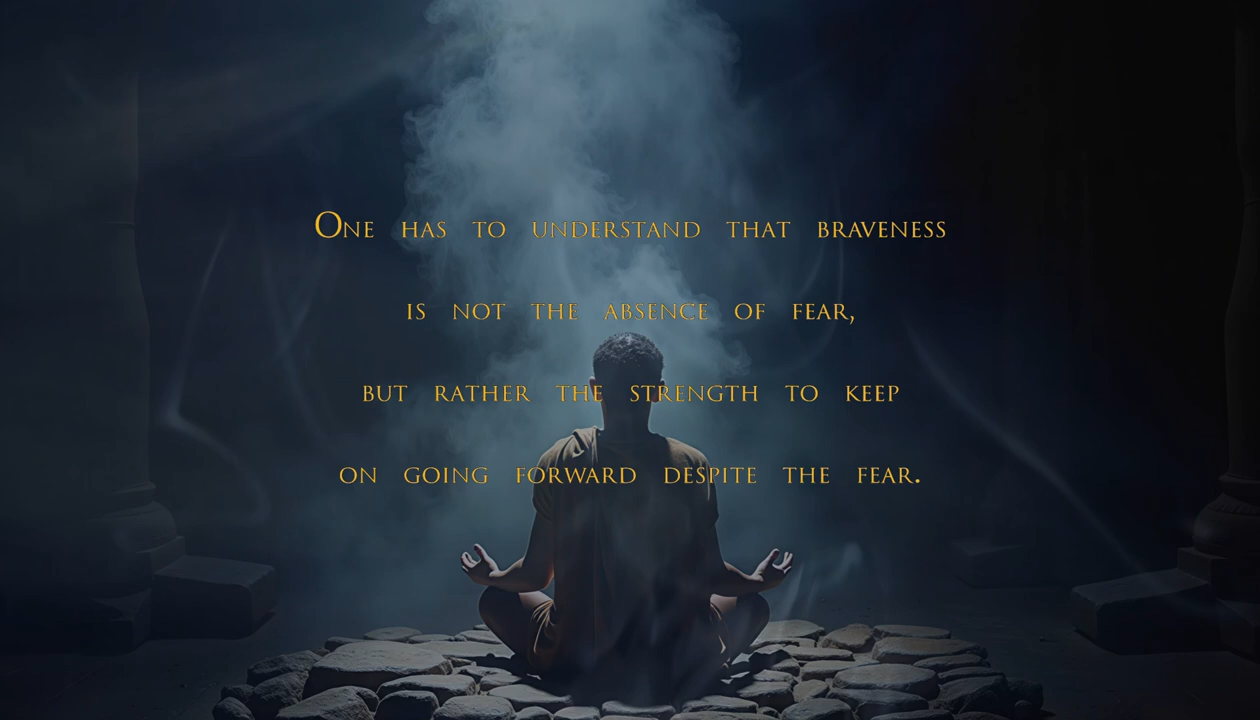 One has to understand that braveness
is not the absence of fear,
but rather the strength to keep
on going forward despite the fear.